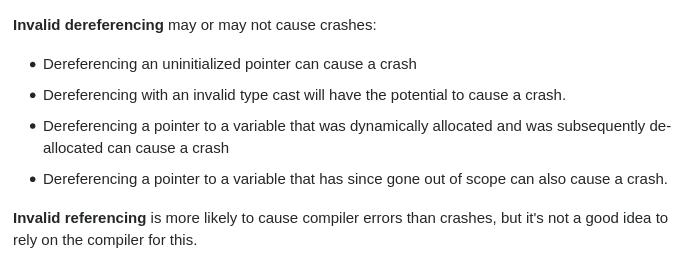 Invalid dereferencing may or may not cause crashes:
• Dereferencing an uninitialized pointer can cause a crash
• Dereferencing with an invalid type cast will have the potential to cause a crash.
• Dereferencing a pointer to a variable that was dynamically allocated and was subsequently de-
allocated can cause a crash
• Dereferencing a pointer to a variable that has since gone out of scope can also cause a crash.
Invalid referencing is more likely to cause compiler errors than crashes, but it's not a good idea to
rely on the compiler for this.